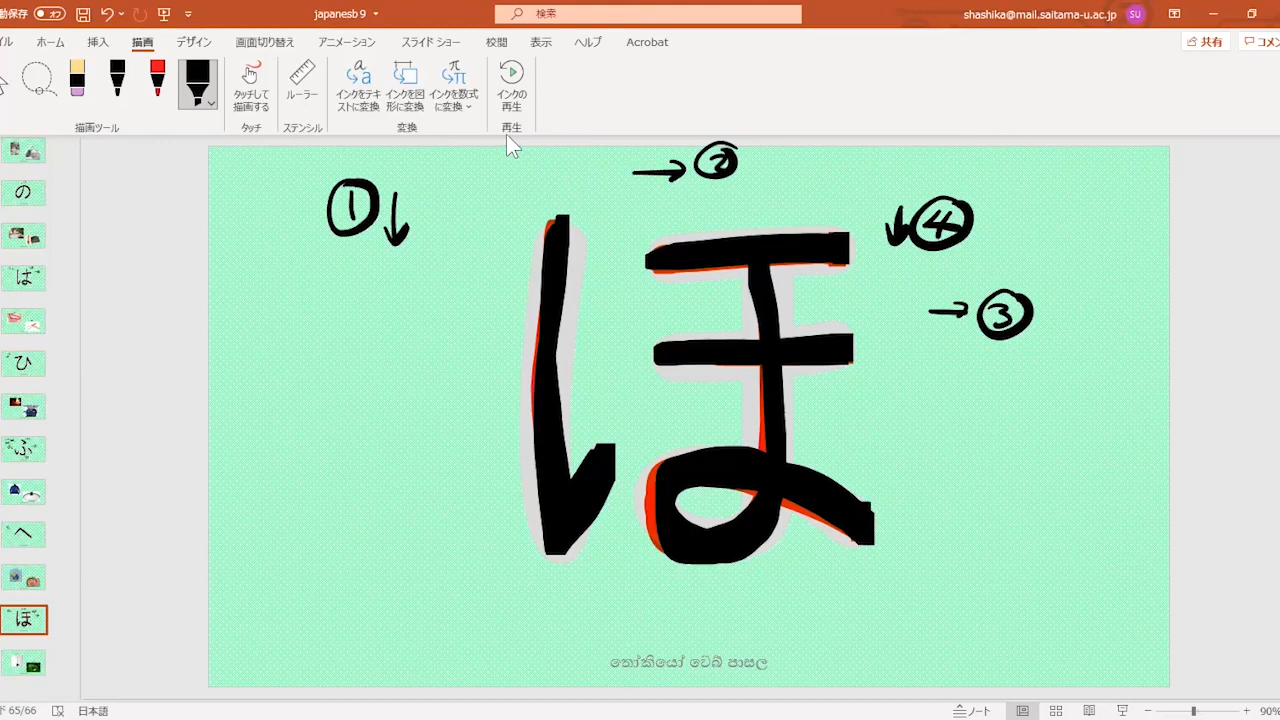 動保存 オフ japanesb 9 検索 shashika@mail.saitama-u.ac.jp SU
イル ホーム 挿入 描画 デザイン 画面切り替え アニメーション スライド ショー 校閲 表示 ヘルプ Acrobat 共有 コメン
タッチして描画する ルーラー インクをテキストに変換 インクを図形に変換 インクを数式に変換 インクの再生
描画ツール タッチ ステンシル 変換 再生
① ↓ → ② ↓ ④
→ ③
ほ
の
は
ひ
ふ
へ
ほ
තෝකියෝ වෙබ් පාසල
ド 65/66 日本語 ノート 90%